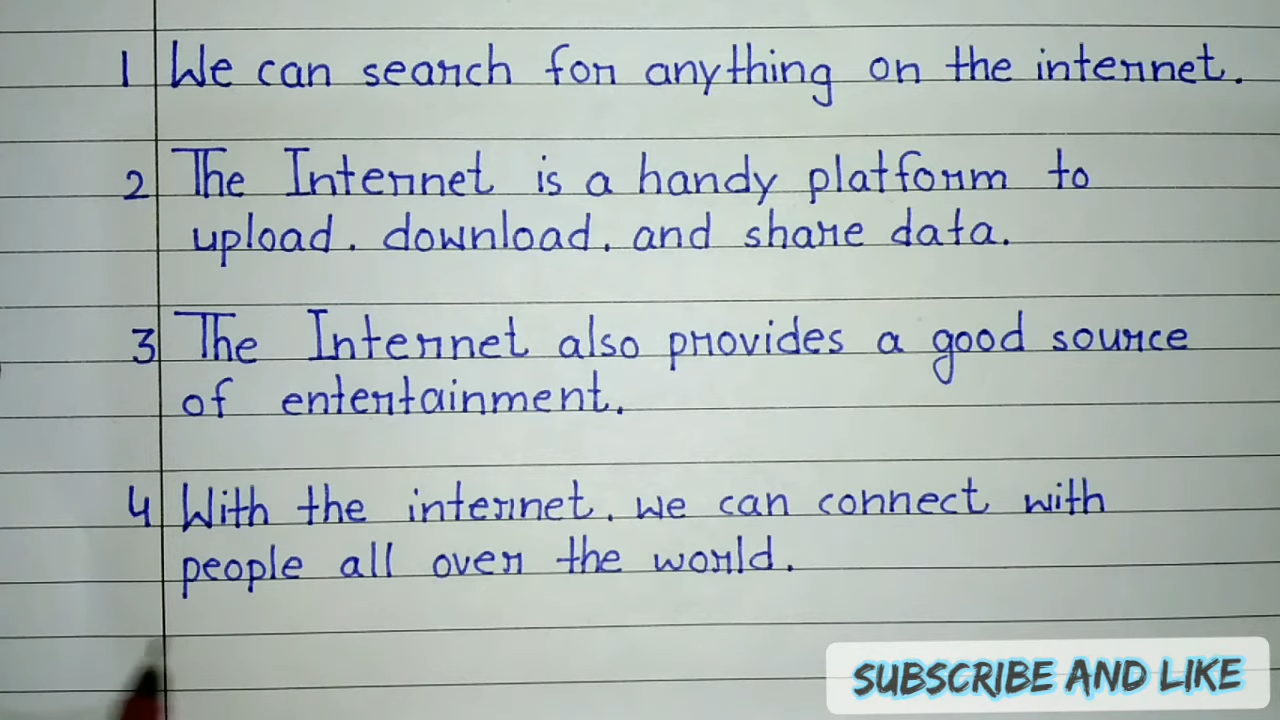 1 We can search for anything on the internet.
2 The Internet is a handy platform to
upload, download, and share data.
3 The Internet also provides a good source
of entertainment.
4 With the internet, we can connect with
people all over the world.
SUBSCRIBE AND LIKE